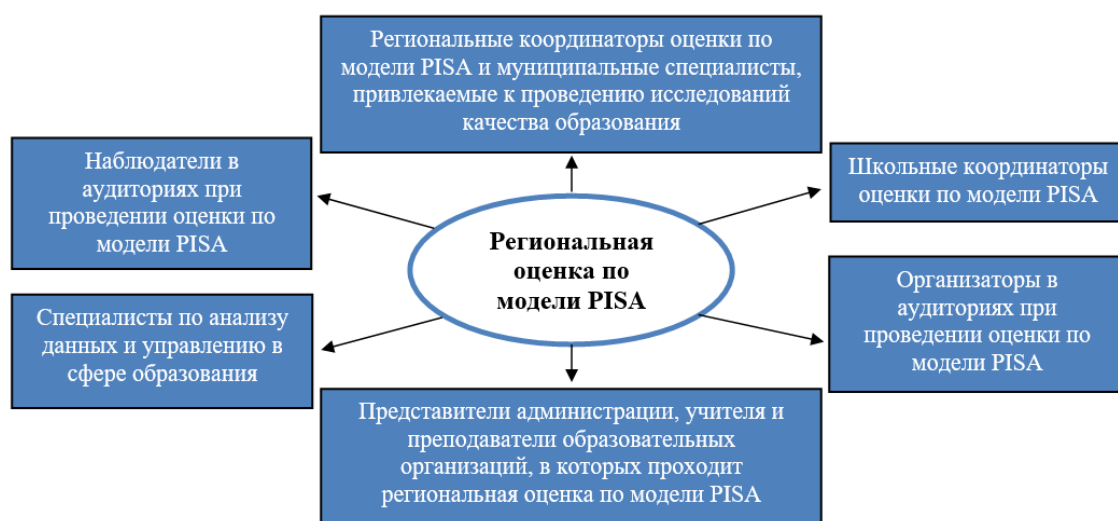 Региональные координаторы оценки по
модели PISA и муниципальные специалисты,
привлекаемые к проведению исследований
качества образования
Наблюдатели в
аудиториях при
проведении оценки по
модели PISA
Школьные координаторы
оценки по модели PISA
Региональная
оценка по
модели PISA
Специалисты по анализу
данных и управлению в
сфере образования
Организаторы в
аудиториях при
проведении оценки по
модели PISA
Представители администрации, учителя и
преподаватели образовательных
организаций, в которых проходит
региональная оценка по модели PISA